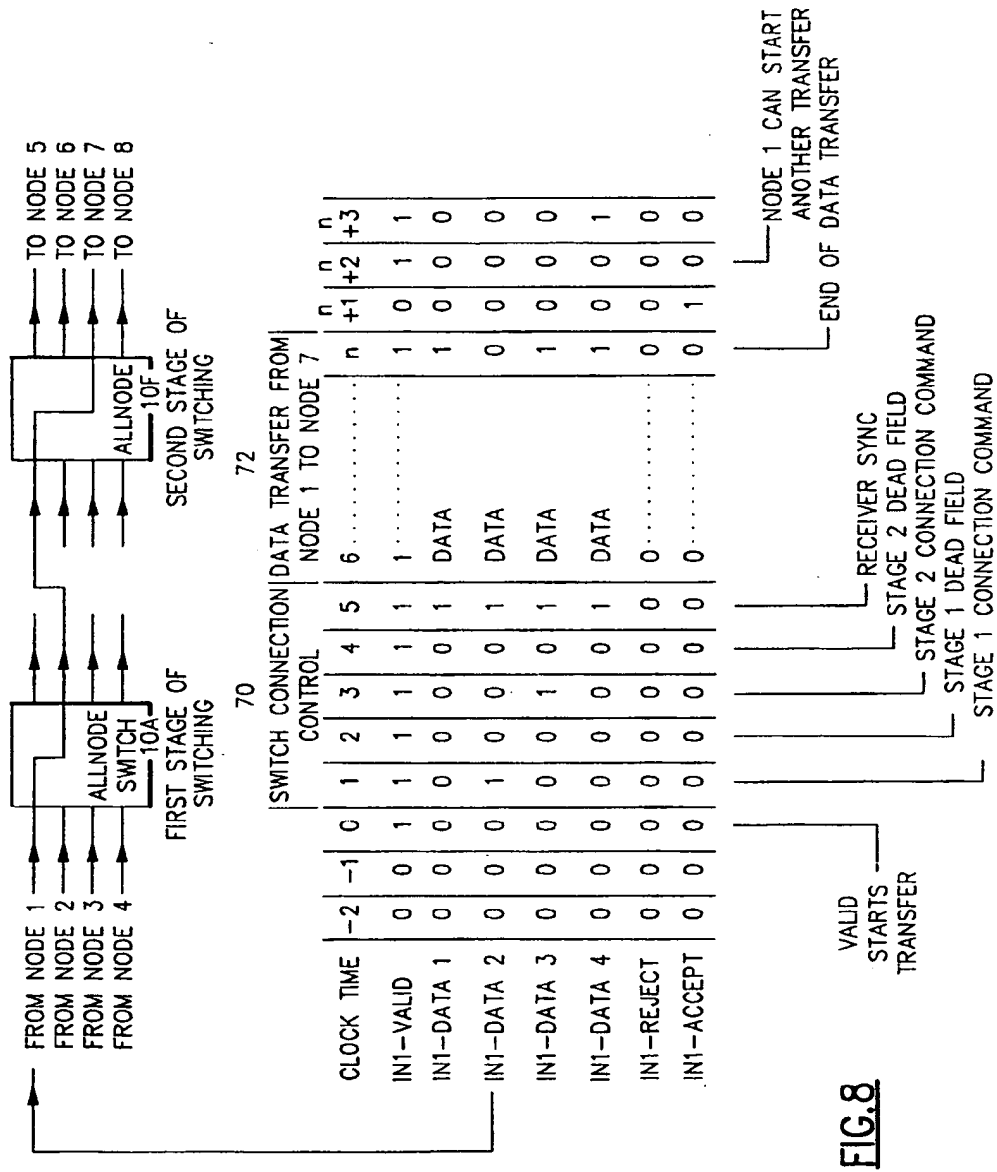 FROM NODE 1
FROM NODE 2
FROM NODE 3
FROM NODE 4
ALLNODE
SWITCH
10A
FIRST STAGE OF
SWITCHING
ALLNODE
10F
SECOND STAGE OF
SWITCHING
TO NODE 5
TO NODE 6
TO NODE 7
TO NODE 8
70
72
SWITCH CONNECTION
CONTROL
DATA TRANSFER FROM
NODE 1 TO NODE 7
CLOCK TIME -2 -1 0 1 2 3 4 5 6 ......... n n+1 n+2 n+3
IN1-VALID 0 0 1 1 1 1 1 1 1 ......... 1 0 1 1
IN1-DATA 1 0 0 0 0 0 0 0 1 DATA 1 0 0 0
IN1-DATA 2 0 0 0 1 0 0 0 1 DATA 0 0 0 0
IN1-DATA 3 0 0 0 0 0 1 0 1 DATA 1 0 0 0
IN1-DATA 4 0 0 0 0 0 0 0 1 DATA 1 0 0 1
IN1-REJECT 0 0 0 0 0 0 0 0 0 ......... 0 0 0 0
IN1-ACCEPT 0 0 0 0 0 0 0 0 0 ......... 0 1 0 0
VALID
STARTS
TRANSFER
RECEIVER SYNC
STAGE 2 DEAD FIELD
STAGE 2 CONNECTION COMMAND
STAGE 1 DEAD FIELD
STAGE 1 CONNECTION COMMAND
NODE 1 CAN START
ANOTHER TRANSFER
END OF DATA TRANSFER
FIG.8